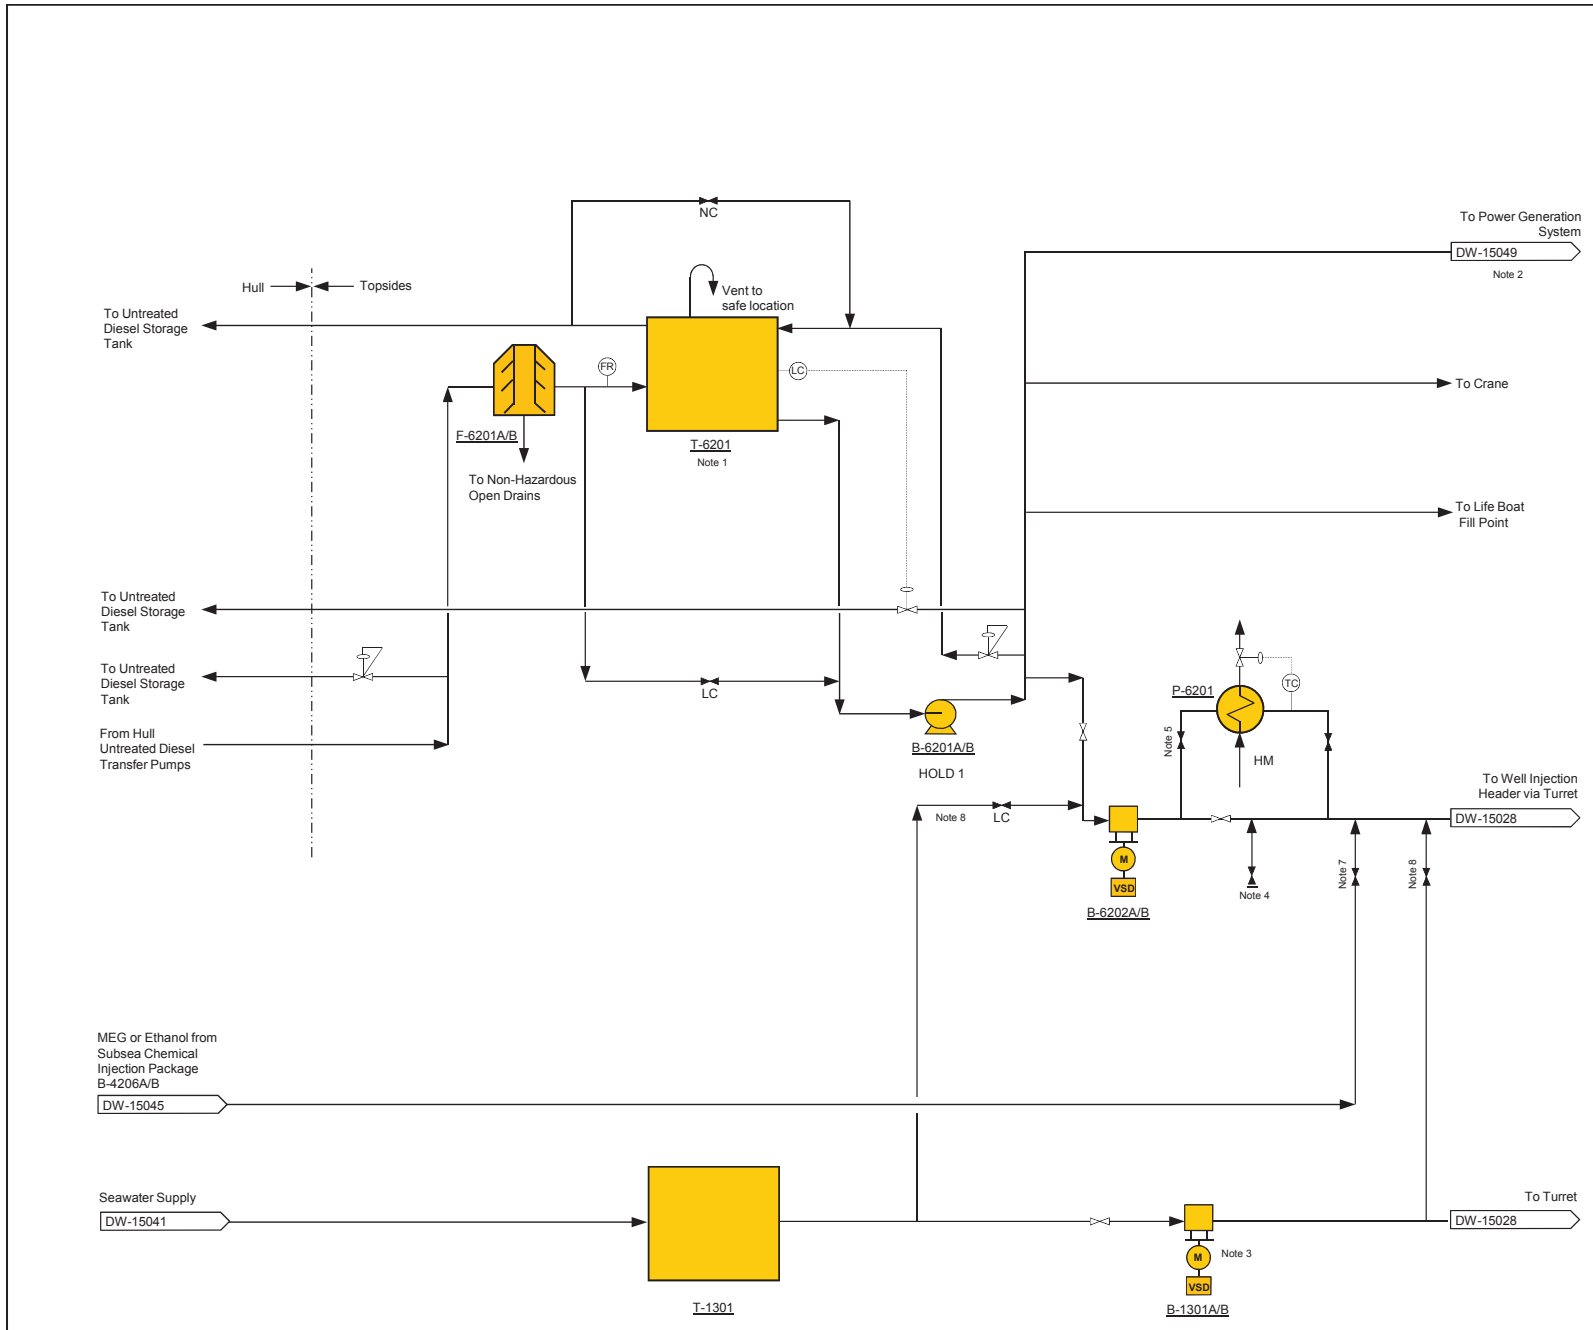 NC
To Power Generation
System
DW-15049
Note 2
Hull
Topsides
Vent to
safe location
To Untreated
Diesel Storage
Tank
FR
LC
To Crane
F-6201A/B
T-6201
Note 1
To Non-Hazardous
Open Drains
To Life Boat
Fill Point
To Untreated
Diesel Storage
Tank
To Untreated
Diesel Storage
Tank
LC
P-6201
TC
Note 5
HM
From Hull
Untreated Diesel
Transfer Pumps
B-6201A/B
HOLD 1
To Well Injection
Header via Turret
DW-15028
Note 8
LC
M
VSD
B-6202A/B
Note 4
Note 7
Note 8
MEG or Ethanol from
Subsea Chemical
Injection Package
B-4206A/B
DW-15045
Seawater Supply
DW-15041
To Turret
DW-15028
Note 3
M
VSD
T-1301
B-1301A/B